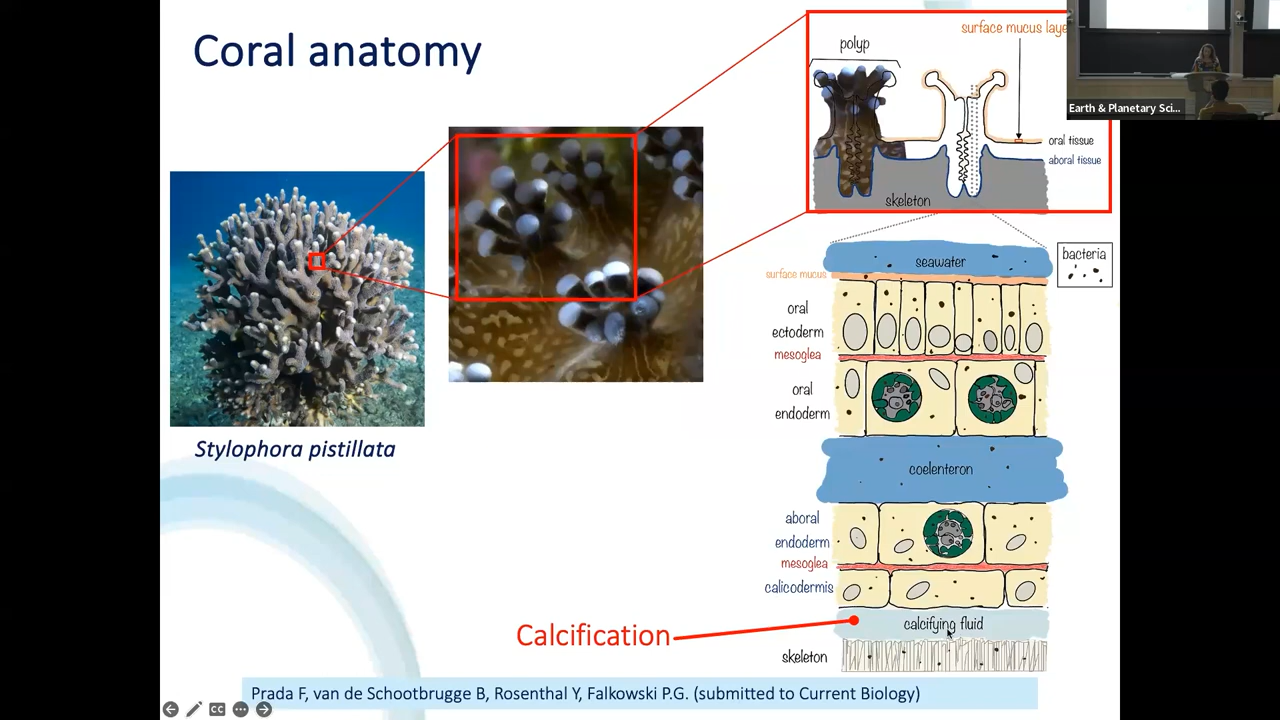 Coral anatomy
polyp
surface mucus laye
Earth & Planetary Sci...
oral tissue
aboral tissue
skeleton
seawater
bacteria
surface mucus
oral
ectoderm
mesoglea
oral
endoderm
Stylophora pistillata
coelenteron
aboral
endoderm
mesoglea
calicodermis
Calcification
calcifying fluid
skeleton
Prada F, van de Schootbrugge B, Rosenthal Y, Falkowski P.G. (submitted to Current Biology)
CC